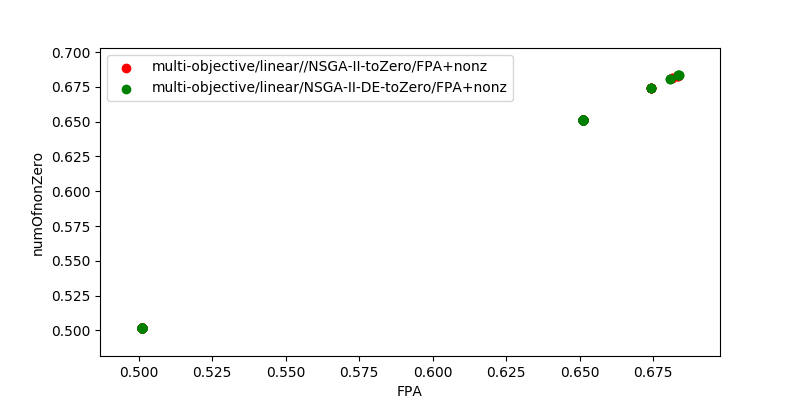 multi-objective/linear//NSGA-II-toZero/FPA+nonz
multi-objective/linear/NSGA-II-DE-toZero/FPA+nonz
0.700
0.675
0.650
0.625
0.600
0.575
0.550
0.525
0.500
numOfnonZero
0.500 0.525 0.550 0.575 0.600 0.625 0.650 0.675
FPA